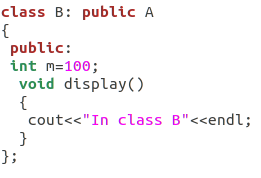 class B: public A
{
 public:
 int m=100;
  void display()
  {
   cout<<"In class B"<<endl;
  }
};